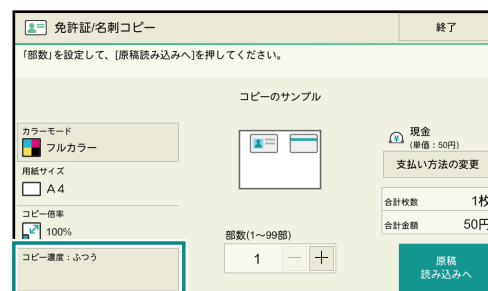 免許証/名刺コピー
終了
「部数」を設定して、[原稿読み込みへ]を押してください。
コピーのサンプル
カラーモード
フルカラー
用紙サイズ
A4
コピー倍率
100%
コピー濃度：ふつう
部数(1～99部)
1
現金
(単価：50円)
支払い方法の変更
合計枚数 1枚
合計金額 50円
原稿
読み込みへ